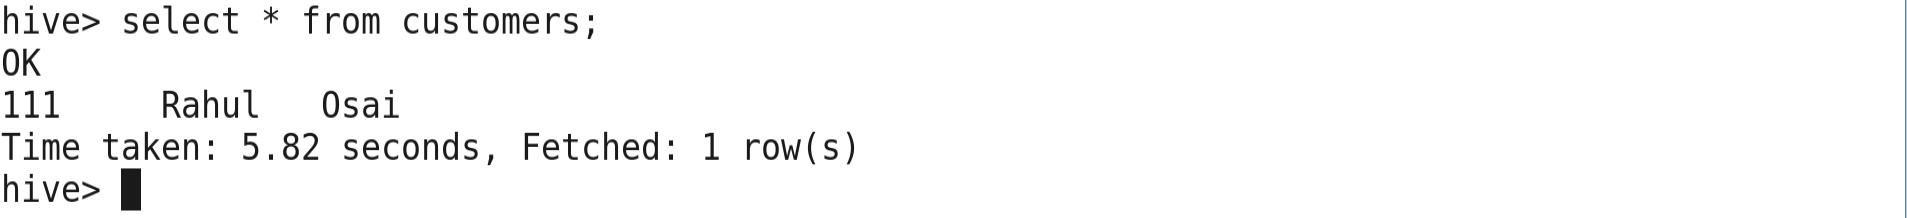 hive> select * from customers;
OK
111     Rahul   Osai
Time taken: 5.82 seconds, Fetched: 1 row(s)
hive>